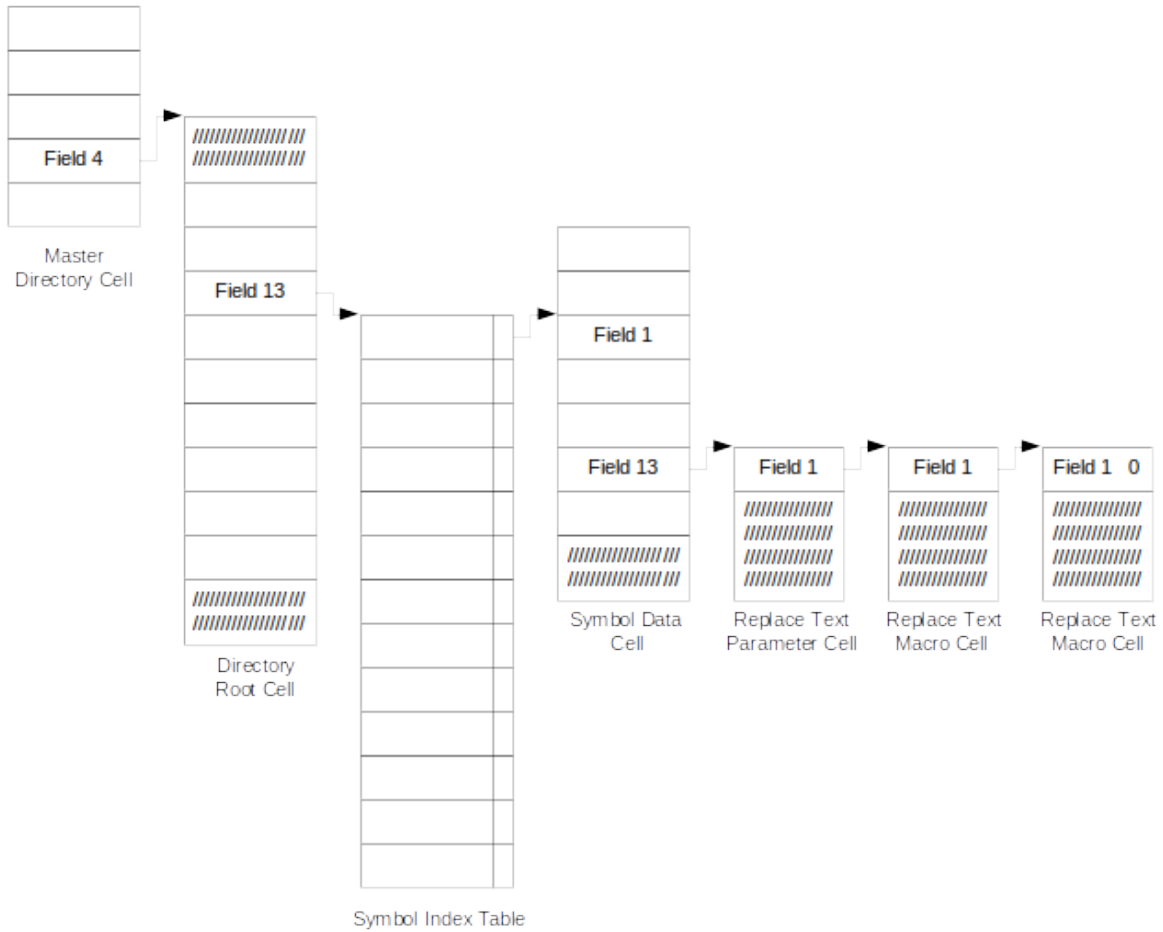 Field 4
Master
Directory Cell
Field 13
Directory
Root Cell
Symbol Index Table
Field 1
Field 13
Symbol Data
Cell
Field 1
Replace Text
Parameter Cell
Field 1
Replace Text
Macro Cell
Field 1 0
Replace Text
Macro Cell